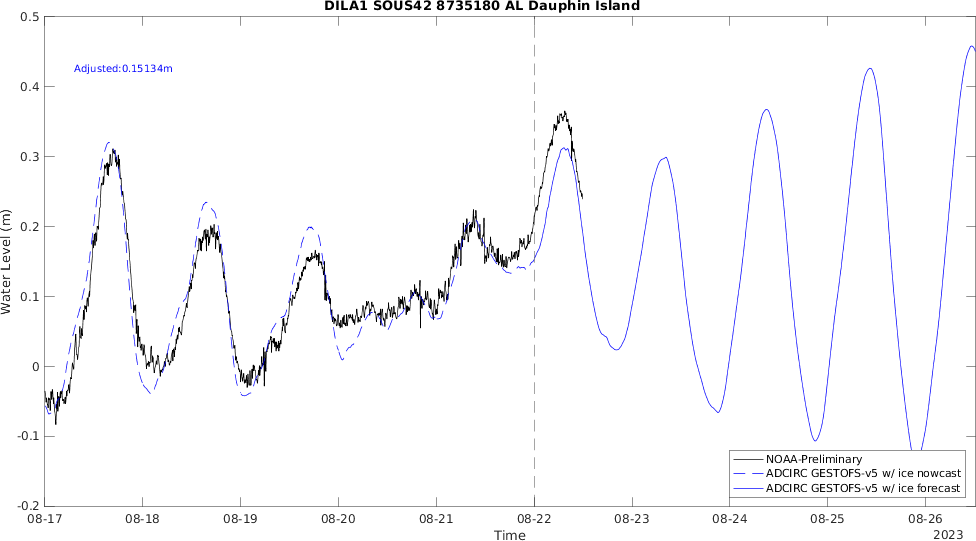 DILA1 SOUS42 8735180 AL Dauphin Island
Adjusted:0.15134m
Water Level (m)
0.5
0.4
0.3
0.2
0.1
0
-0.1
-0.2
NOAA-Preliminary
ADCIRC GESTOFS-v5 w/ ice nowcast
ADCIRC GESTOFS-v5 w/ ice forecast
08-17 08-18 08-19 08-20 08-21 08-22 08-23 08-24 08-25 08-26
Time
2023